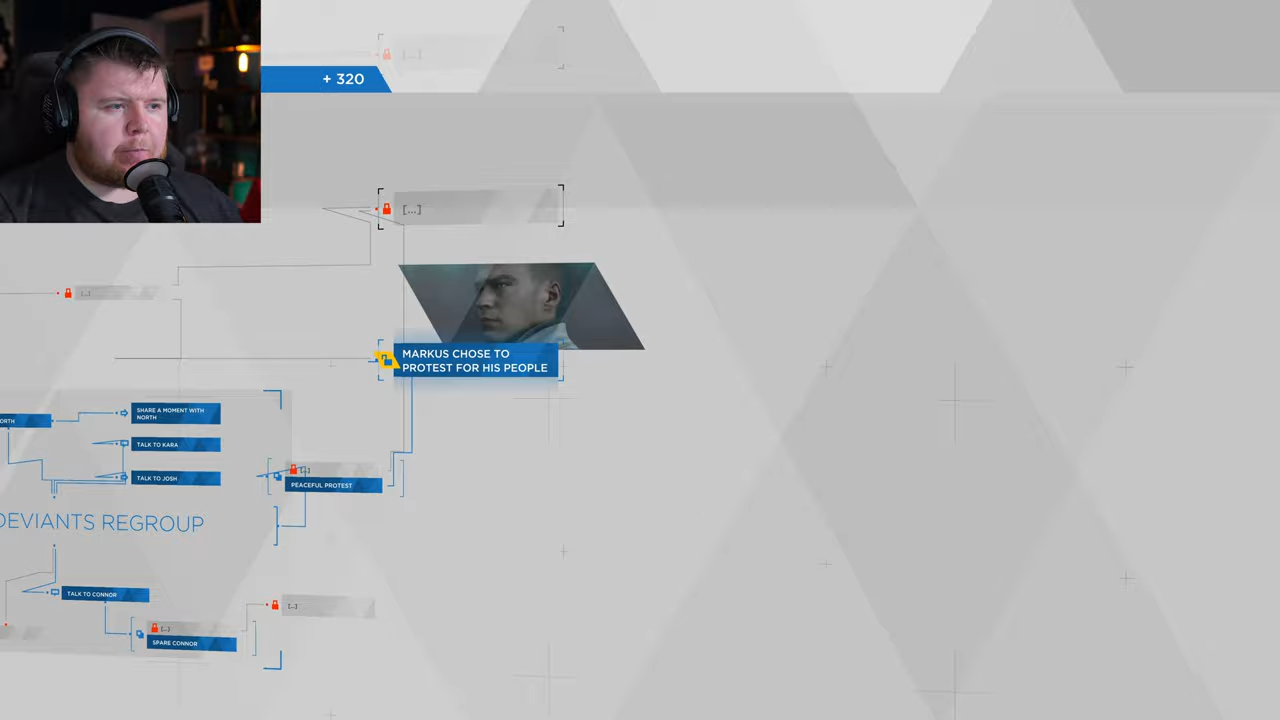 [...]
+ 320
[...]
[...]
MARKUS CHOSE TO
PROTEST FOR HIS PEOPLE
ORTH
SHARE A MOMENT WITH
NORTH
TALK TO KARA
TALK TO JOSH
[...]
PEACEFUL PROTEST
DEVIANTS REGROUP
TALK TO CONNOR
[...]
[...]
SPARE CONNOR